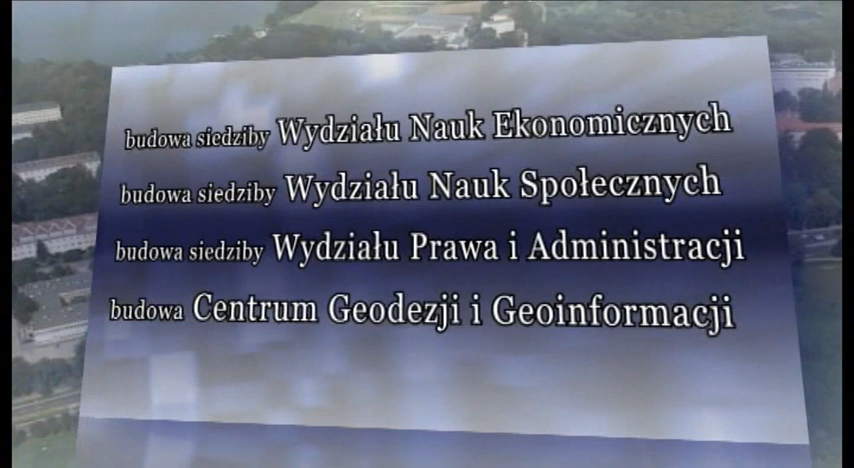 budowa siedziby Wydziału Nauk Ekonomicznych
budowa siedziby Wydziału Nauk Społecznych
budowa siedziby Wydziału Prawa i Administracji
budowa Centrum Geodezji i Geoinformacji